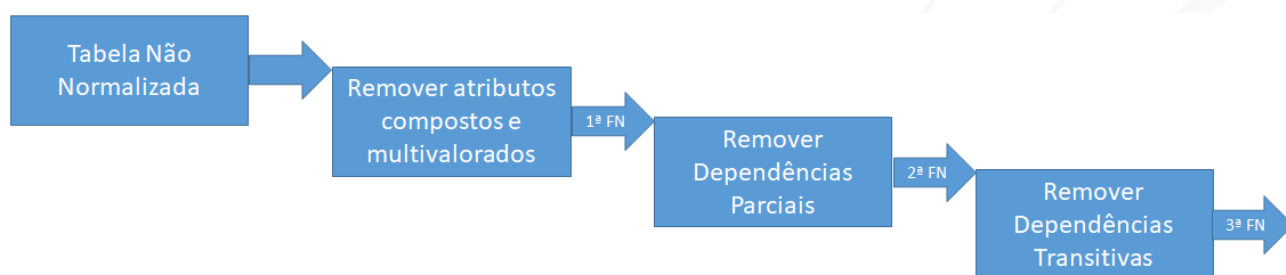 Tabela Não
Normalizada
Remover atributos
compostos e
multivalorados
1ª FN
Remover
Dependências
Parciais
2ª FN
Remover
Dependências
Transitivas
3ª FN